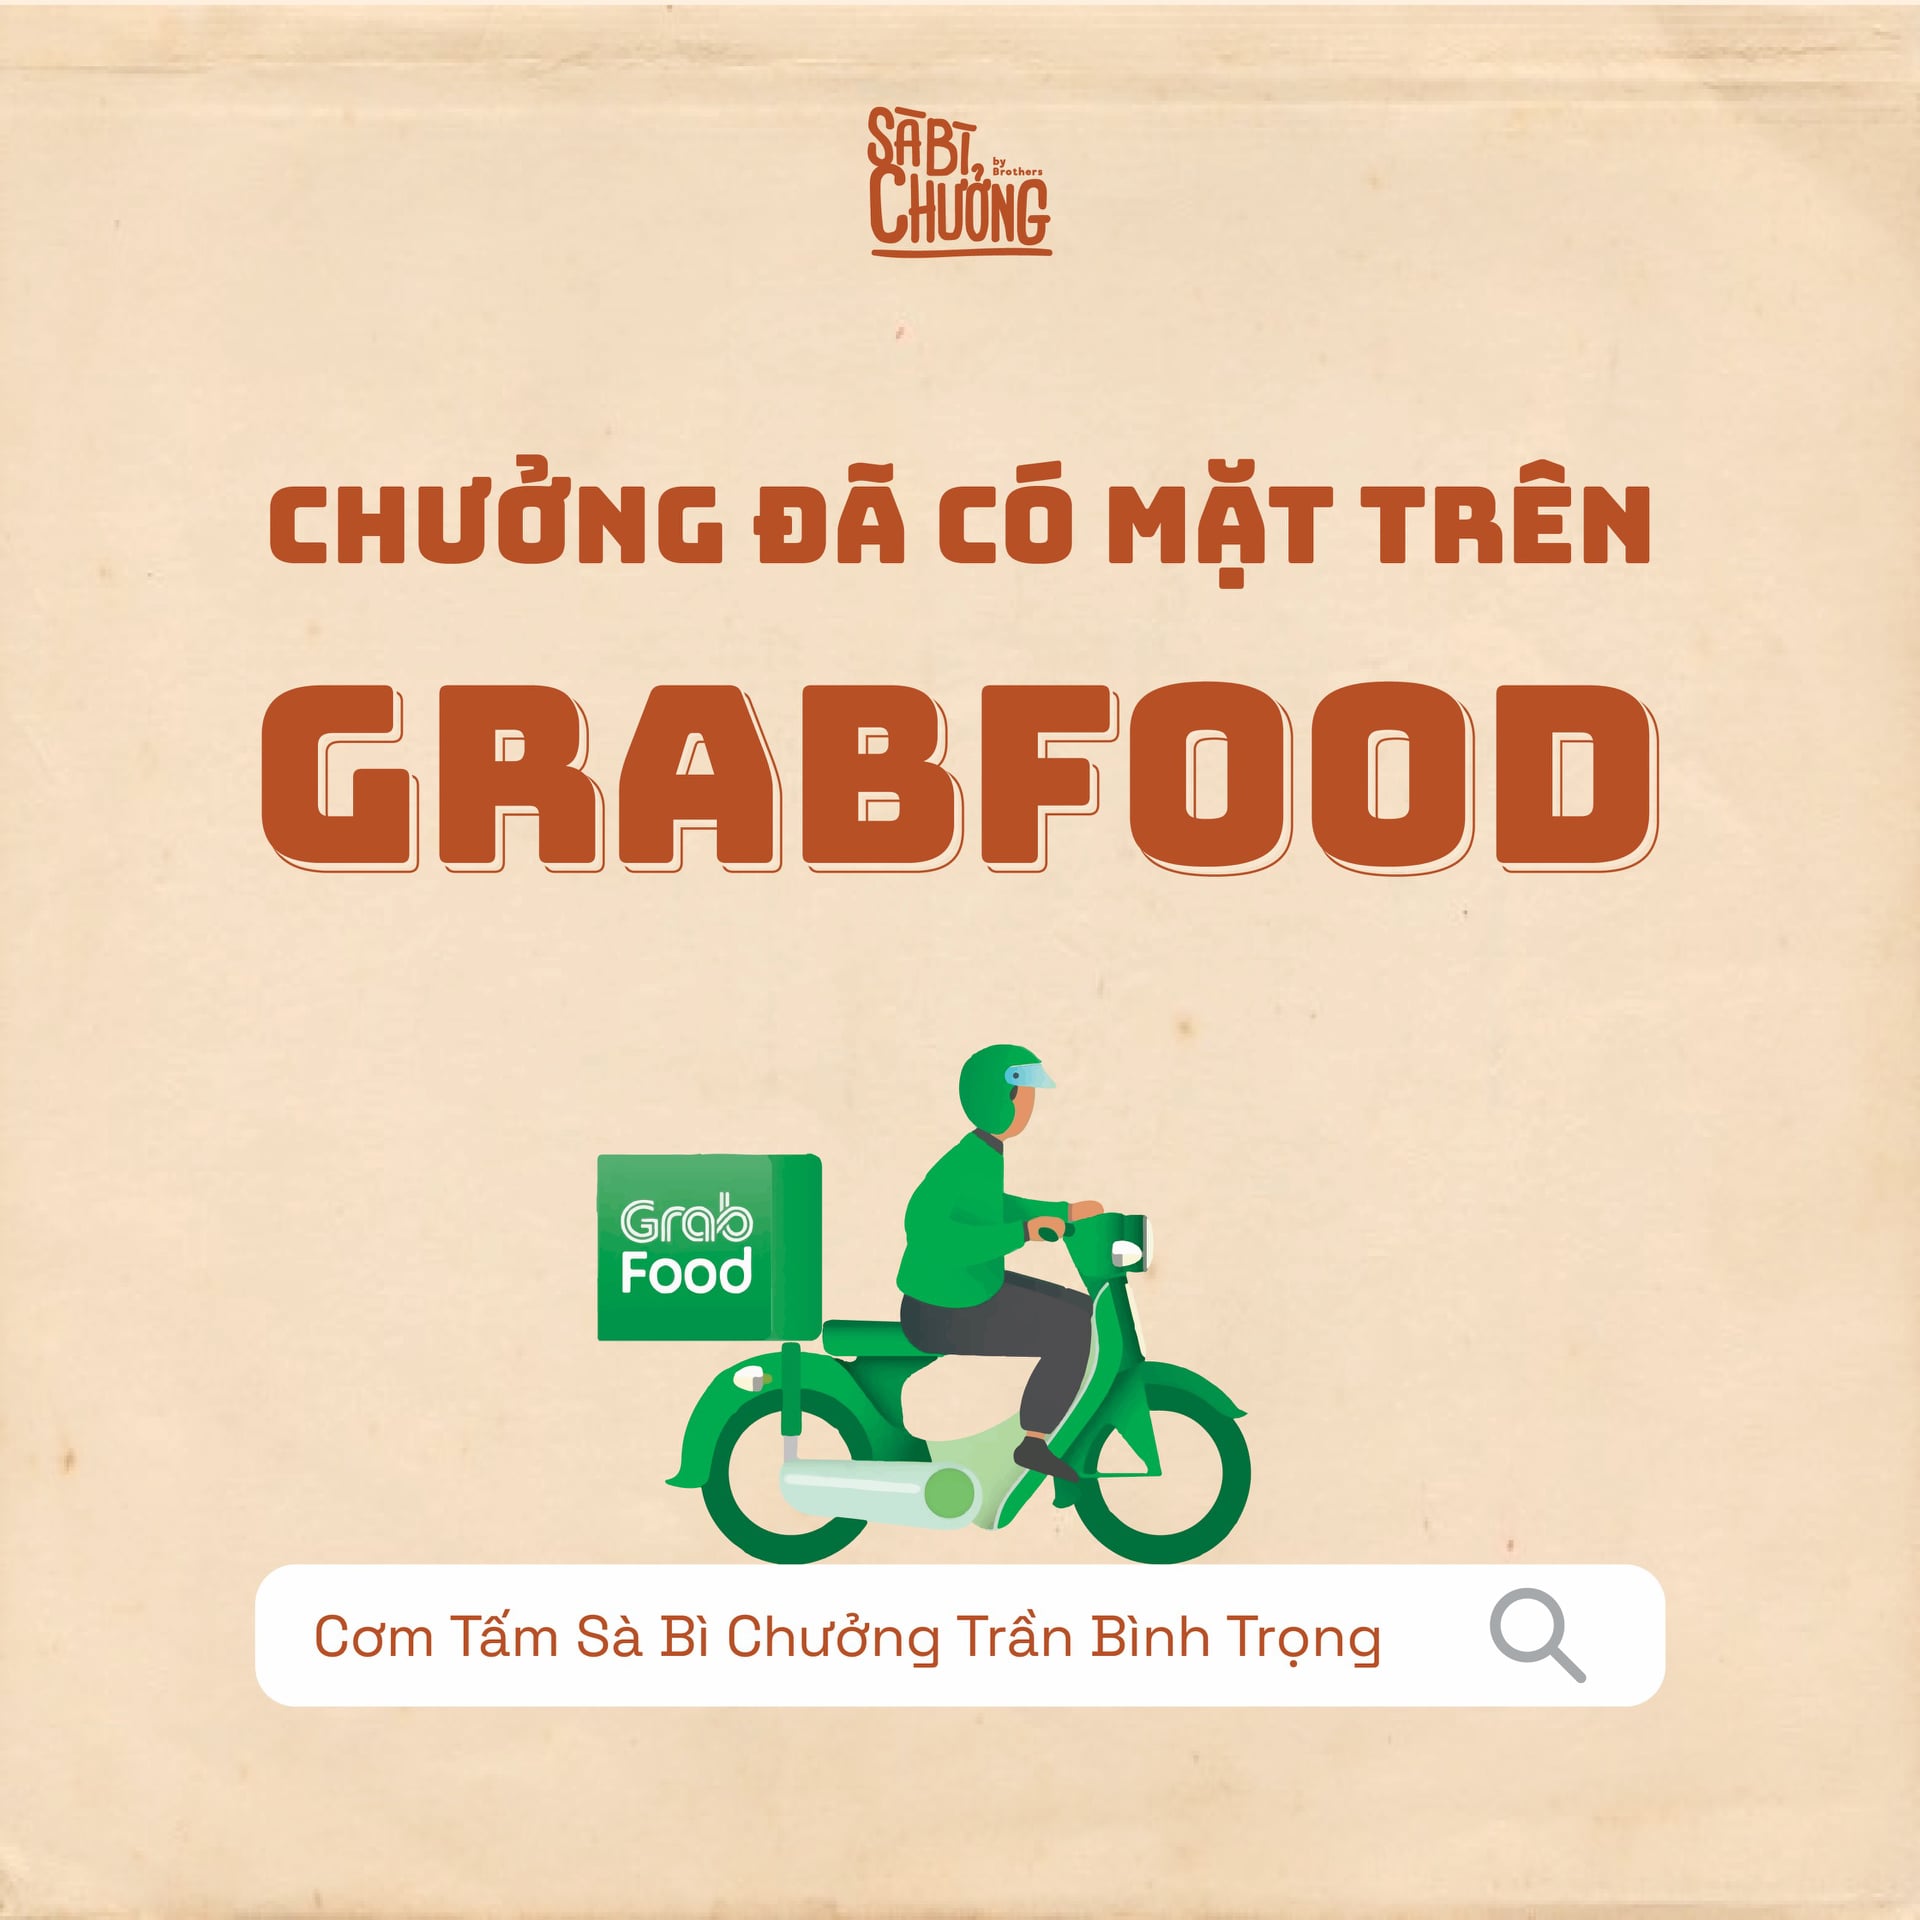 SÀ BÌ,
by
Brothers
CHƯỞNG
CHƯỞNG ĐÃ CÓ MẶT TRÊN
GRABFOOD
Grab
Food
Cơm Tấm Sà Bì Chưởng Trần Bình Trọng